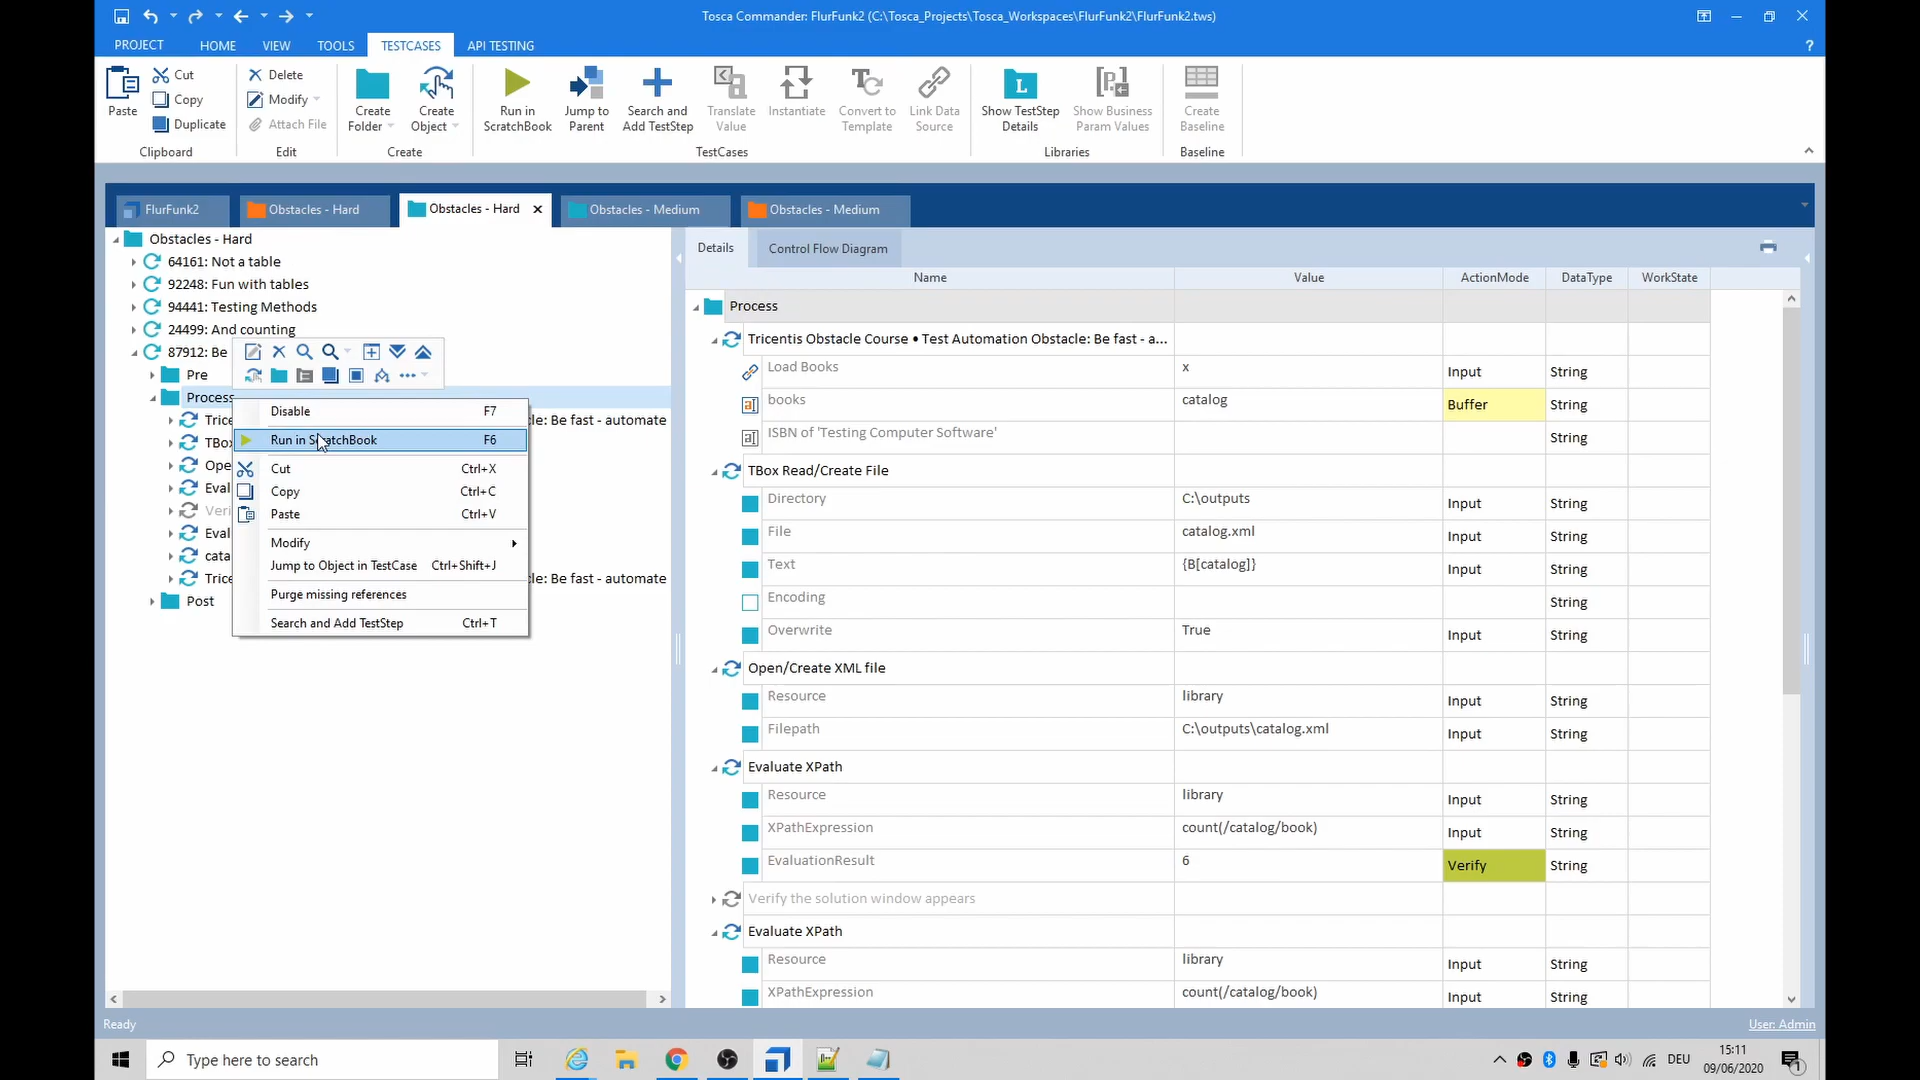 Tosca Commander: FlurFunk2 (C:\Tosca_Projects\Tosca_Workspaces\FlurFunk2\FlurFunk2.tws)
PROJECT HOME VIEW TOOLS TESTCASES API TESTING ?
Paste Cut Copy Duplicate Clipboard
Delete Modify Attach File Edit
Create Folder Create Object Create
Run in ScratchBook Jump to Parent Search and Add TestStep Translate Value Instantiate Convert to Template Link Data Source TestCases
Show TestStep Details Show Business Param Values Libraries
Create Baseline Baseline
FlurFunk2 Obstacles - Hard Obstacles - Hard Obstacles - Medium Obstacles - Medium
Obstacles - Hard
64161: Not a table
92248: Fun with tables
94441: Testing Methods
24499: And counting
87912: Be
Pre
Process
Trice cle: Be fast - automate
TBo
Ope
Eval
Veri
Eval
cata
Trice cle: Be fast - automate
Post
Disable F7
Run in ScratchBook F6
Cut Ctrl+X
Copy Ctrl+C
Paste Ctrl+V
Modify
Jump to Object in TestCase Ctrl+Shift+J
Purge missing references
Search and Add TestStep Ctrl+T
Details Control Flow Diagram
Name Value ActionMode DataType WorkState
Process
Tricentis Obstacle Course • Test Automation Obstacle: Be fast - a...
Load Books x Input String
books catalog Buffer String
ISBN of 'Testing Computer Software' String
TBox Read/Create File
Directory C:\outputs Input String
File catalog.xml Input String
Text {B[catalog]} Input String
Encoding String
Overwrite True Input String
Open/Create XML file
Resource library Input String
Filepath C:\outputs\catalog.xml Input String
Evaluate XPath
Resource library Input String
XPathExpression count(/catalog/book) Input String
EvaluationResult 6 Verify String
Verify the solution window appears
Evaluate XPath
Resource library Input String
XPathExpression count(/catalog/book) Input String
Ready User: Admin
Type here to search DEU 15:11
09/06/2020